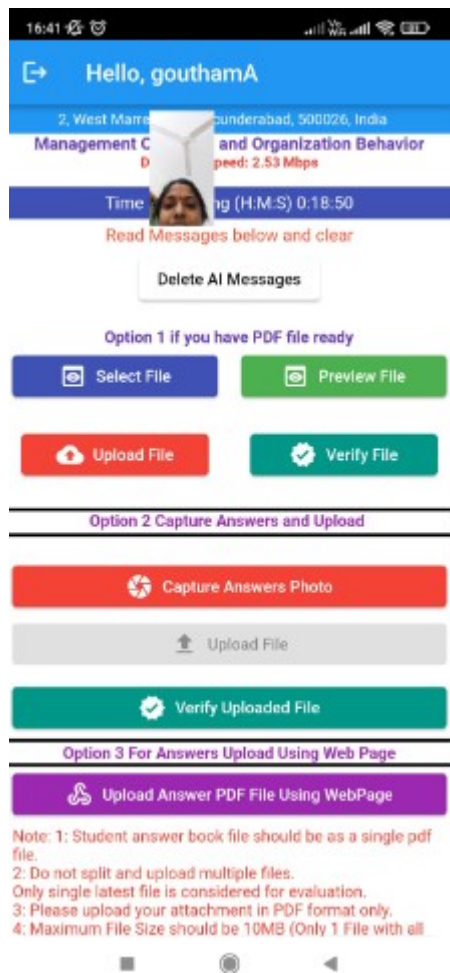 16:41
Hello, gouthamA
2, West Marre underabad, 500026, India
Management C and and Organization Behavior
D peed: 2.53 Mbps
Time ng (H:M:S) 0:18:50
Read Messages below and clear
Delete AI Messages
Option 1 if you have PDF file ready
Select File Preview File
Upload File Verify File
Option 2 Capture Answers and Upload
Capture Answers Photo
Upload File
Verify Uploaded File
Option 3 For Answers Upload Using Web Page
Upload Answer PDF File Using WebPage
Note: 1: Student answer book file should be as a single pdf
file.
2: Do not split and upload multiple files.
Only single latest file is considered for evaluation.
3: Please upload your attachment in PDF format only.
4: Maximum File Size should be 10MB (Only 1 File with all